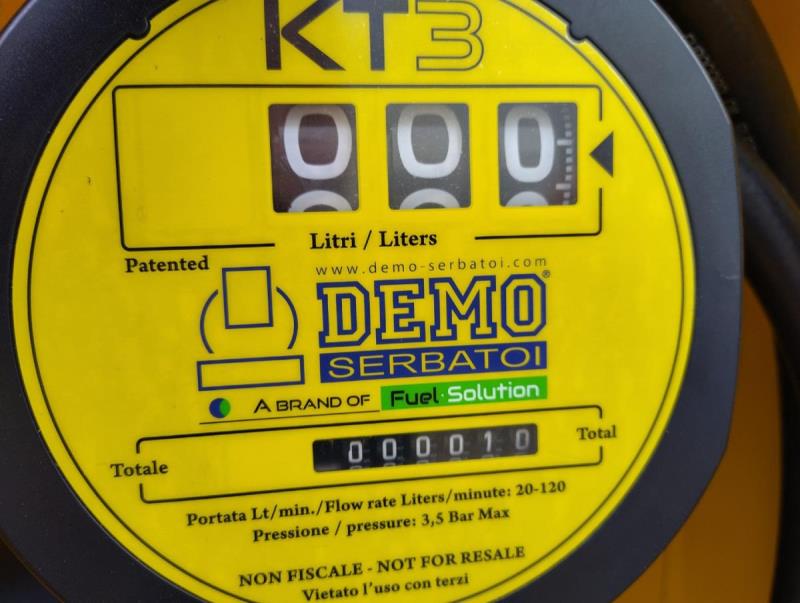 KT3
000
Litri / Liters
Patented
www.demo-serbatoi.com
DEMO®
SERBATOI
A BRAND OF Fuel·Solution
000010
Totale
Total
Portata Lt/min./Flow rate Liters/minute: 20-120
Pressione / pressure: 3,5 Bar Max
NON FISCALE - NOT FOR RESALE
Vietato l'uso con terzi